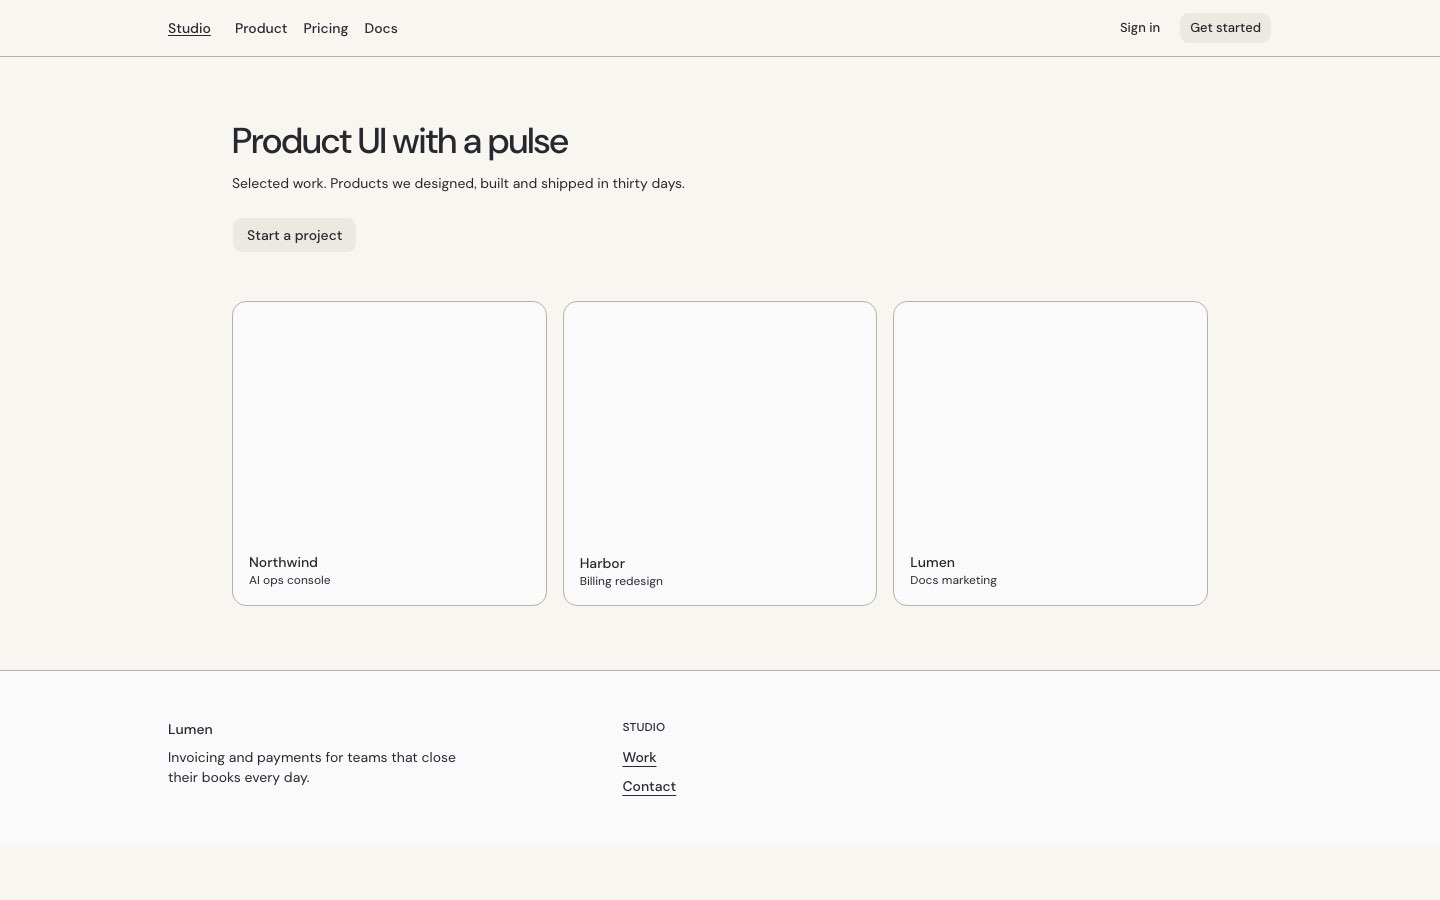 Studio Product Pricing Docs Sign in Get started
Product UI with a pulse
Selected work. Products we designed, built and shipped in thirty days.
Start a project
Northwind
AI ops console
Harbor
Billing redesign
Lumen
Docs marketing
Lumen
Invoicing and payments for teams that close
their books every day.
STUDIO
Work
Contact